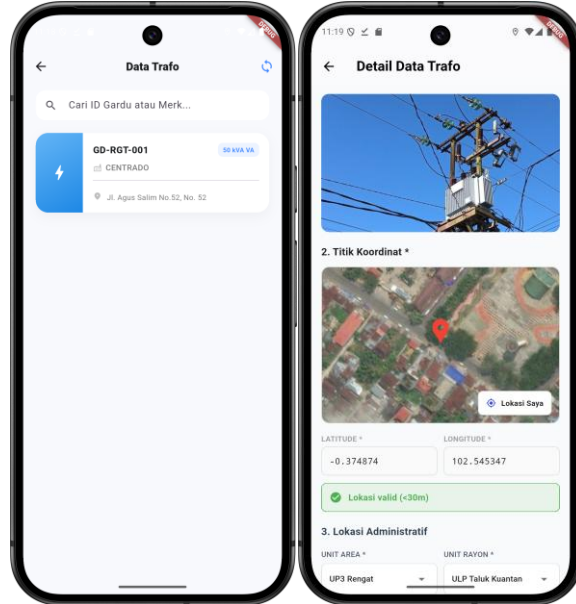 DEBUG
Data Trafo
Cari ID Gardu atau Merk...
GD-RGT-001
50 kVA VA
CENTRADO
Jl. Agus Salim No.52, No. 52
11:19
DEBUG
Detail Data Trafo
2. Titik Koordinat *
Lokasi Saya
LATITUDE *
LONGITUDE *
-0.374874
102.545347
Lokasi valid (<30m)
3. Lokasi Administratif
UNIT AREA *
UNIT RAYON *
UP3 Rengat
ULP Taluk Kuantan